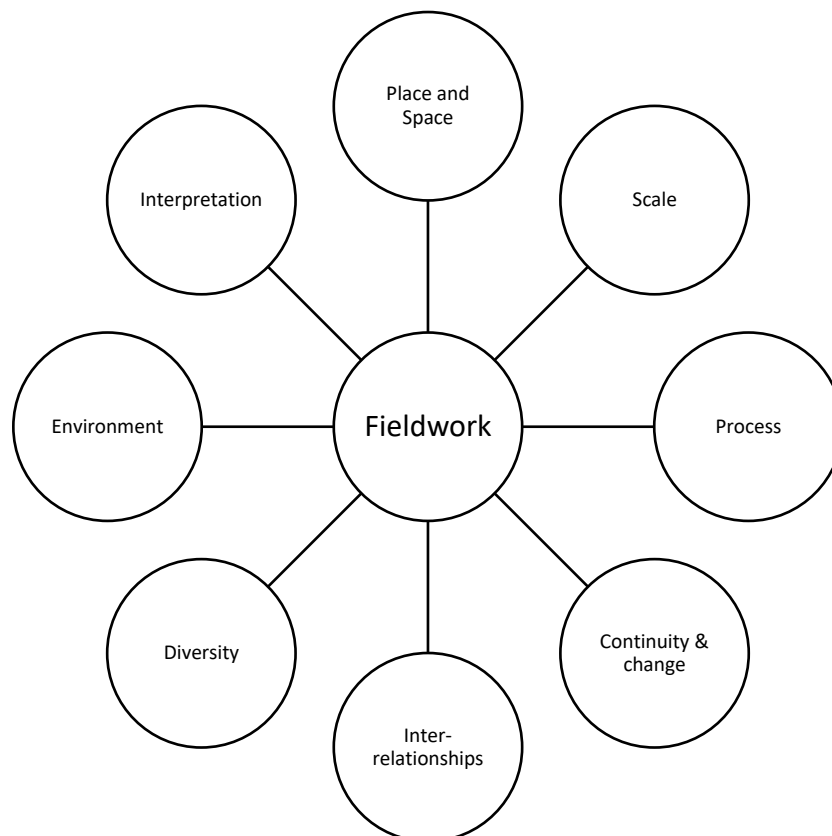 Place and
Space
Scale
Process
Continuity &
change
Inter-
relationships
Diversity
Environment
Interpretation
Fieldwork